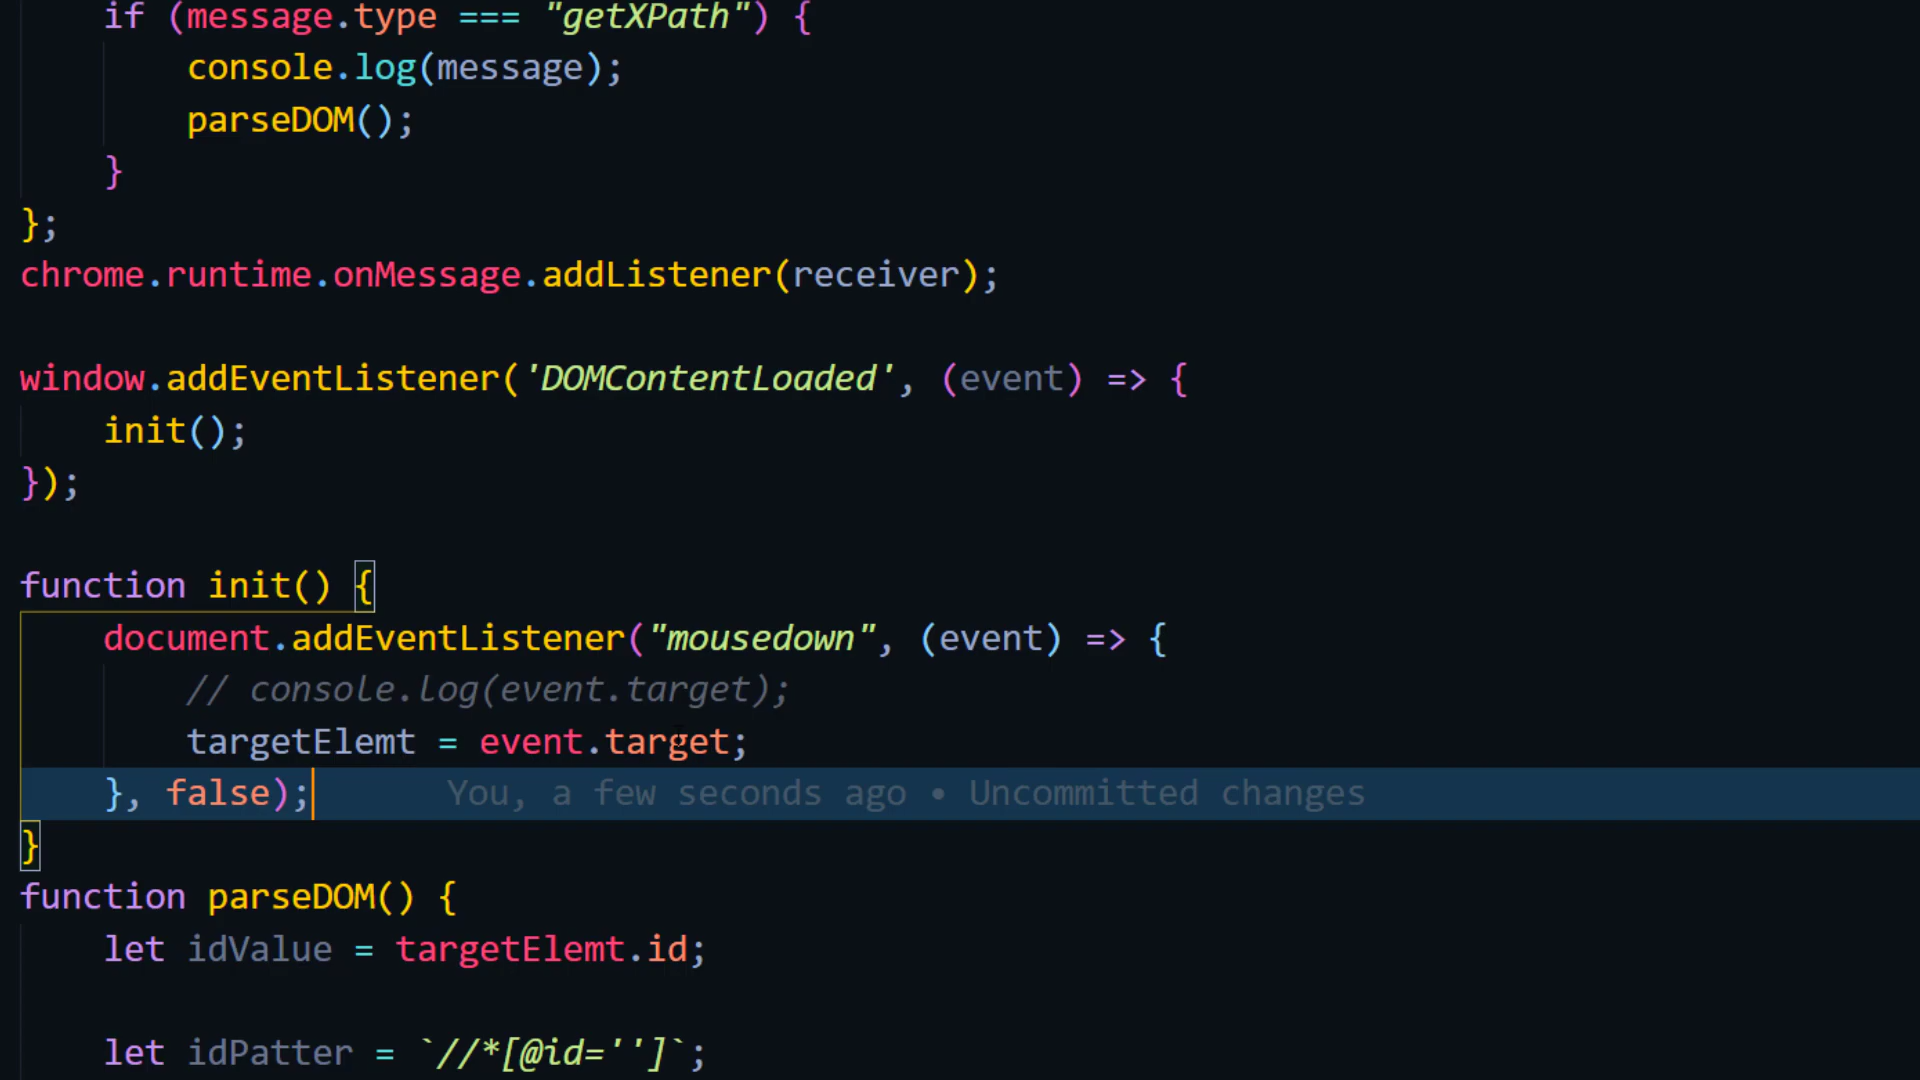 if (message.type === "getXPath") {
console.log(message);
parseDOM();
}
};
chrome.runtime.onMessage.addListener(receiver);
window.addEventListener('DOMContentLoaded', (event) => {
init();
});
function init() {
document.addEventListener("mousedown", (event) => {
// console.log(event.target);
targetElemt = event.target;
}, false); You, a few seconds ago • Uncommitted changes
}
function parseDOM() {
let idValue = targetElemt.id;
let idPatter = `//*[@id='']`;